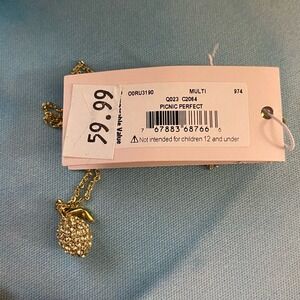 O0RU3190 MULTI 974
Q023 C2064
PICNIC PERFECT
7 67883 68766 6
⚠ Not intended for children 12 and under
59.99
Value